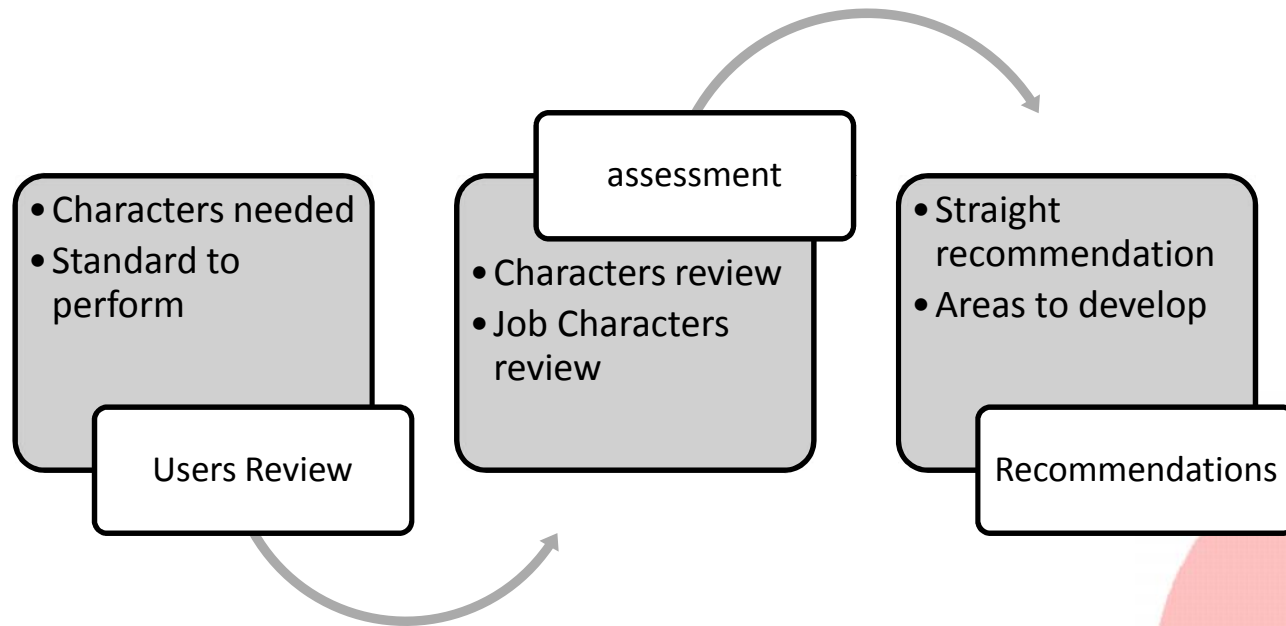 • Characters needed
• Standard to
perform
Users Review
assessment
• Characters review
• Job Characters
review
• Straight
recommendation
• Areas to develop
Recommendations